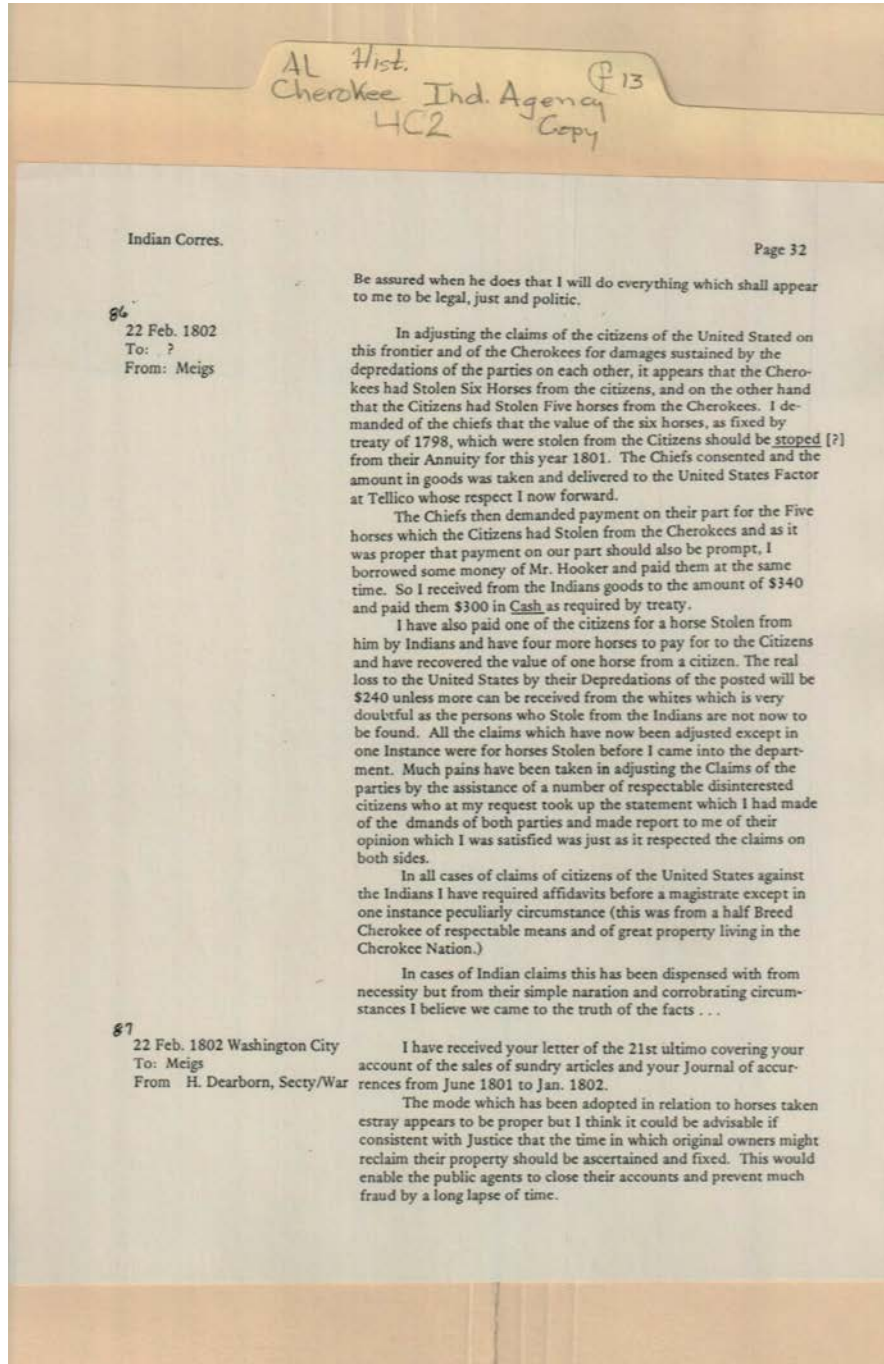 AL Hist. P 13
Cherokee Ind. Agency
4C2 Copy
Indian Corres.
Page 32
Be assured when he does that I will do everything which shall appear
to me to be legal, just and politic.
86
22 Feb. 1802
To: ?
From: Meigs
In adjusting the claims of the citizens of the United Stated on
this frontier and of the Cherokees for damages sustained by the
depredations of the parties on each other, it appears that the Chero-
kees had Stolen Six Horses from the citizens, and on the other hand
that the Citizens had Stolen Five horses from the Cherokees. I de-
manded of the chiefs that the value of the six horses, as fixed by
treaty of 1798, which were stolen from the Citizens should be stoped [?]
from their Annuity for this year 1801. The Chiefs consented and the
amount in goods was taken and delivered to the United States Factor
at Tellico whose respect I now forward.
The Chiefs then demanded payment on their part for the Five
horses which the Citizens had Stolen from the Cherokees and as it
was proper that payment on our part should also be prompt, I
borrowed some money of Mr. Hooker and paid them at the same
time. So I received from the Indians goods to the amount of $340
and paid them $300 in Cash as required by treaty.
I have also paid one of the citizens for a horse Stolen from
him by Indians and have four more horses to pay for to the Citizens
and have recovered the value of one horse from a citizen. The real
loss to the United States by their Depredations of the posted will be
$240 unless more can be received from the whites which is very
doubtful as the persons who Stole from the Indians are not now to
be found. All the claims which have now been adjusted except in
one Instance were for horses Stolen before I came into the depart-
ment. Much pains have been taken in adjusting the Claims of the
parties by the assistance of a number of respectable disinterested
citizens who at my request took up the statement which I had made
of the dmands of both parties and made report to me of their
opinion which I was satisfied was just as it respected the claims on
both sides.
In all cases of claims of citizens of the United States against
the Indians I have required affidavits before a magistrate except in
one instance peculiarly circumstance (this was from a half Breed
Cherokee of respectable means and of great property living in the
Cherokee Nation.)
In cases of Indian claims this has been dispensed with from
necessity but from their simple naration and corrobrating circum-
stances I believe we came to the truth of the facts . . .
87
22 Feb. 1802 Washington City
To: Meigs
From H. Dearborn, Secty/War
I have received your letter of the 21st ultimo covering your
account of the sales of sundry articles and your Journal of accur-
rences from June 1801 to Jan. 1802.
The mode which has been adopted in relation to horses taken
estray appears to be proper but I think it could be advisable if
consistent with Justice that the time in which original owners might
reclaim their property should be ascertained and fixed. This would
enable the public agents to close their accounts and prevent much
fraud by a long lapse of time.